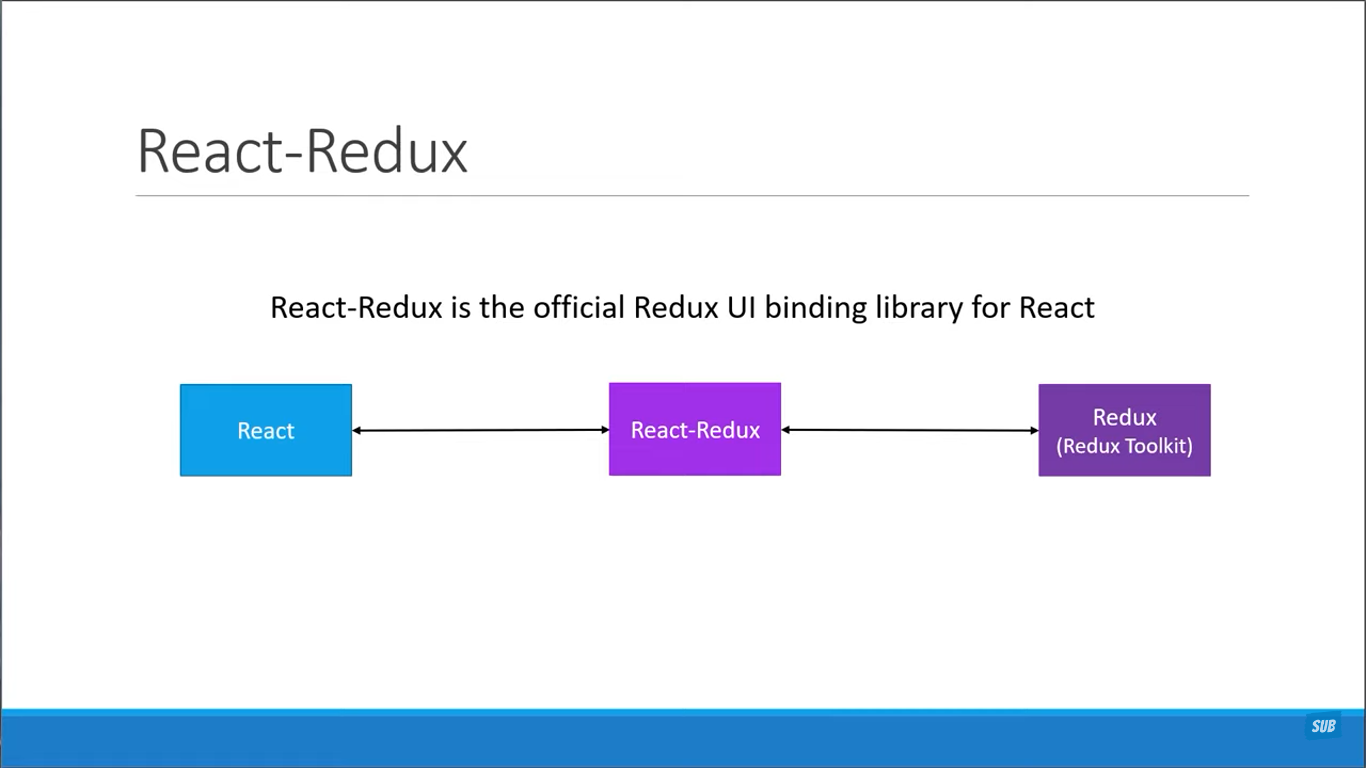 React-Redux
React-Redux is the official Redux UI binding library for React
React
React-Redux
Redux
(Redux Toolkit)
SUB